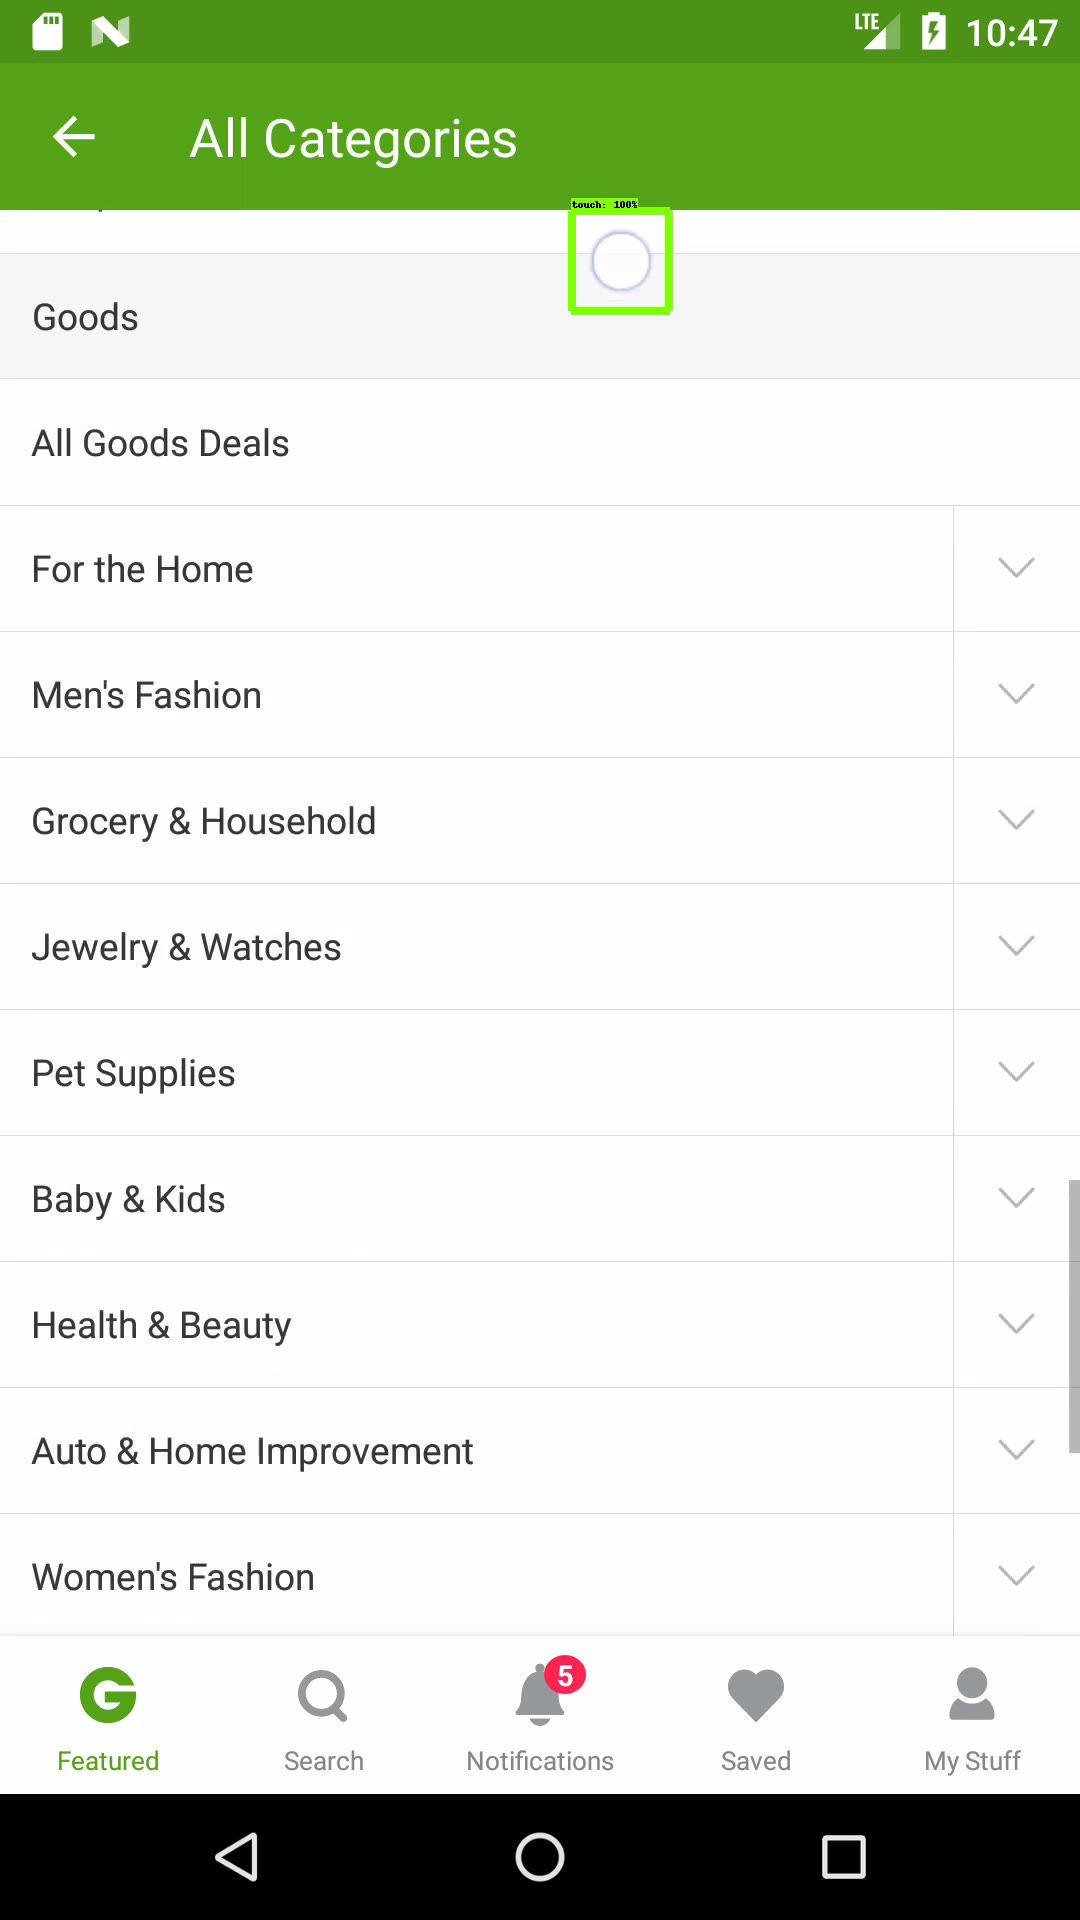 LTE 10:47
All Categories
touch: 100%
Goods
All Goods Deals
For the Home
Men's Fashion
Grocery & Household
Jewelry & Watches
Pet Supplies
Baby & Kids
Health & Beauty
Auto & Home Improvement
Women's Fashion
5
Featured Search Notifications Saved My Stuff